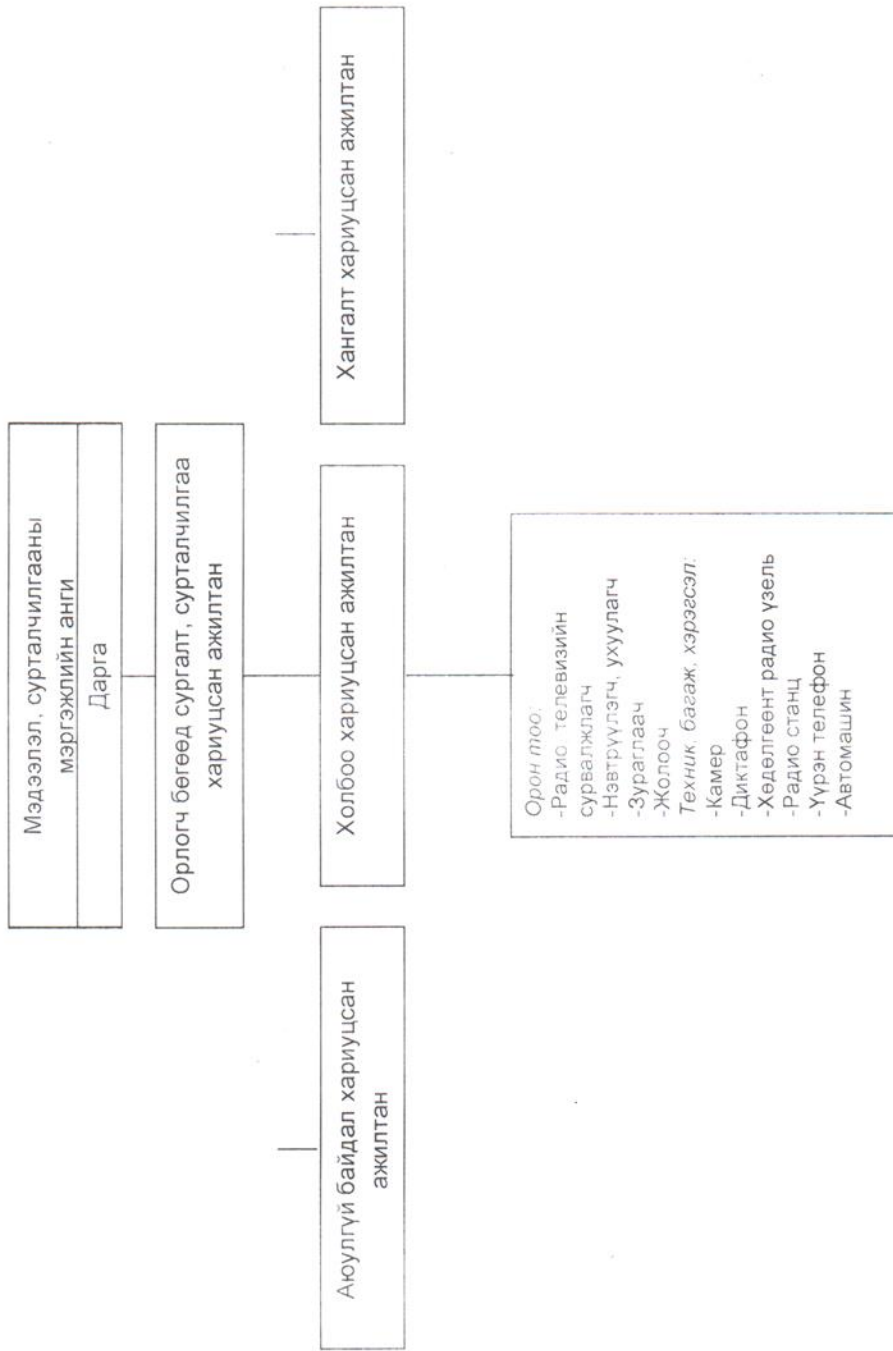 Мэдээлэл, сурталчилгааны
мэргэжлийн анги
Дарга
Орлогч бөгөөд сургалт, сурталчилгаа
хариуцсан ажилтан
Аюулгүй байдал хариуцсан
ажилтан
Холбоо хариуцсан ажилтан
Хангалт хариуцсан ажилтан
Орон тоо:
-Радио, телевизийн
сурвалжлагч
-Нэвтрүүлэгч, ухуулагч
-Зураглаач
-Жолооч
Техник, багаж, хэрэгсэл:
-Камер
-Диктафон
-Хөдөлгөөнт радио үзель
-Радио станц
-Үүрэн телефон
-Автомашин